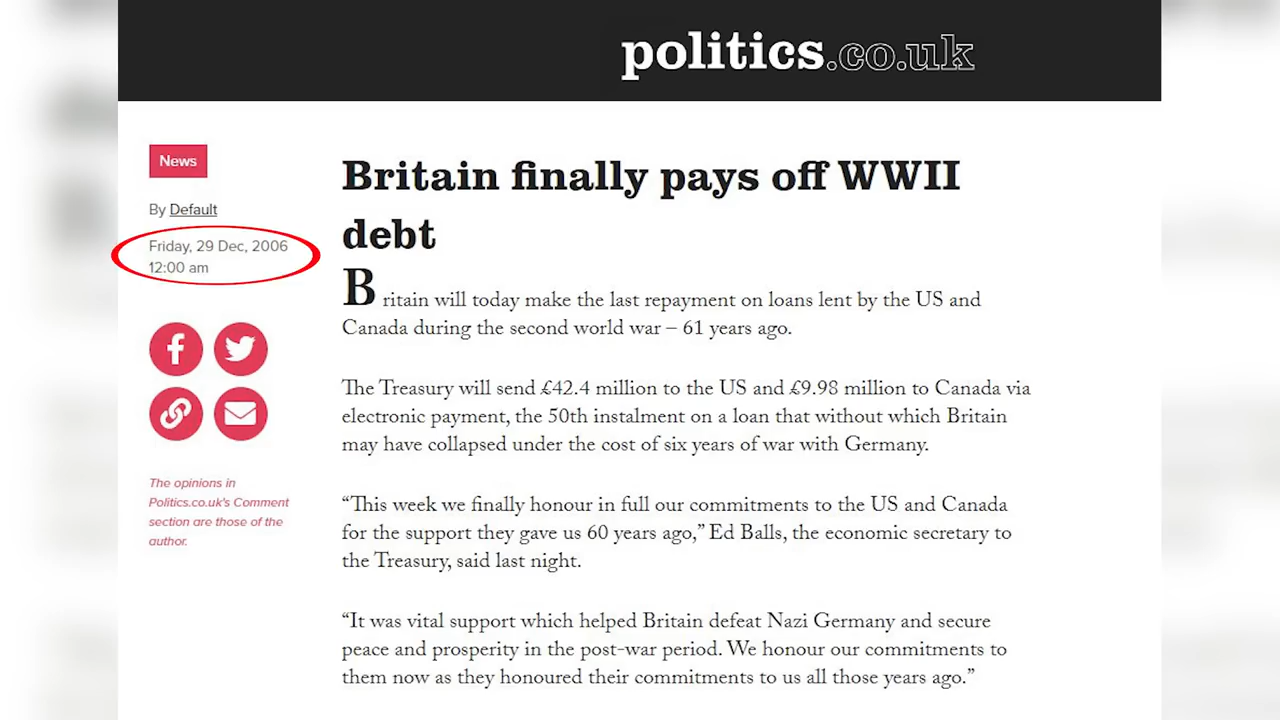 politics.co.uk
News
By Default
Friday, 29 Dec, 2006
12:00 am
The opinions in
Politics.co.uk's Comment
section are those of the
author.
Britain finally pays off WWII
debt
Britain will today make the last repayment on loans lent by the US and
Canada during the second world war – 61 years ago.
The Treasury will send £42.4 million to the US and £9.98 million to Canada via
electronic payment, the 50th instalment on a loan that without which Britain
may have collapsed under the cost of six years of war with Germany.
“This week we finally honour in full our commitments to the US and Canada
for the support they gave us 60 years ago,” Ed Balls, the economic secretary to
the Treasury, said last night.
“It was vital support which helped Britain defeat Nazi Germany and secure
peace and prosperity in the post-war period. We honour our commitments to
them now as they honoured their commitments to us all those years ago.”